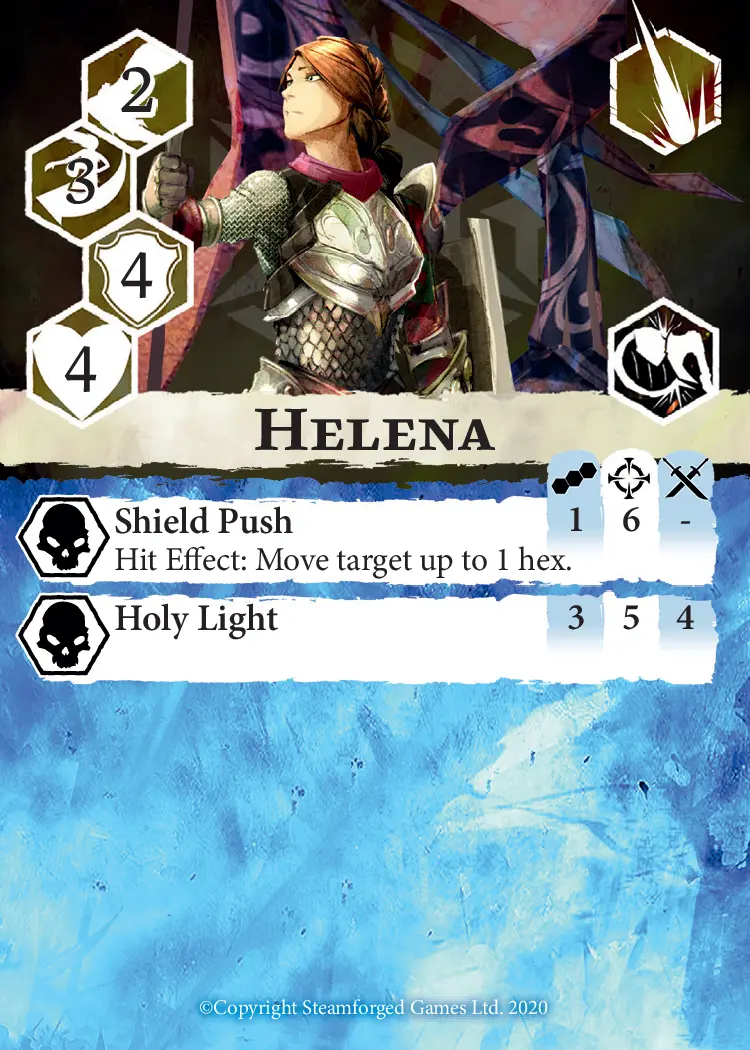 2
3
4
4
Helena
Shield Push 1 6 -
Hit Effect: Move target up to 1 hex.
Holy Light 3 5 4
©Copyright Steamforged Games Ltd. 2020